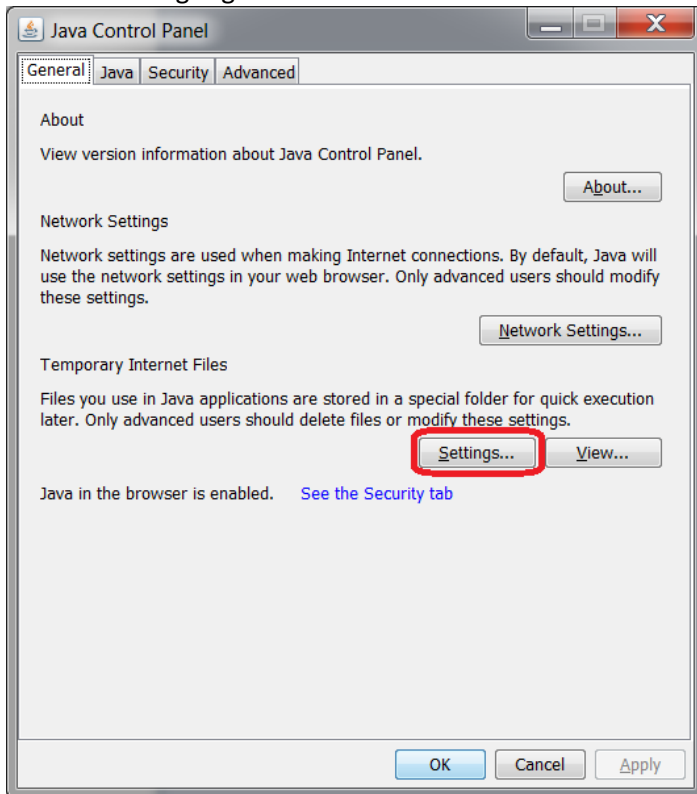 Java Control Panel
General Java Security Advanced
About
View version information about Java Control Panel.
About...
Network Settings
Network settings are used when making Internet connections. By default, Java will
use the network settings in your web browser. Only advanced users should modify
these settings.
Network Settings...
Temporary Internet Files
Files you use in Java applications are stored in a special folder for quick execution
later. Only advanced users should delete files or modify these settings.
Settings... View...
Java in the browser is enabled. See the Security tab
OK Cancel Apply